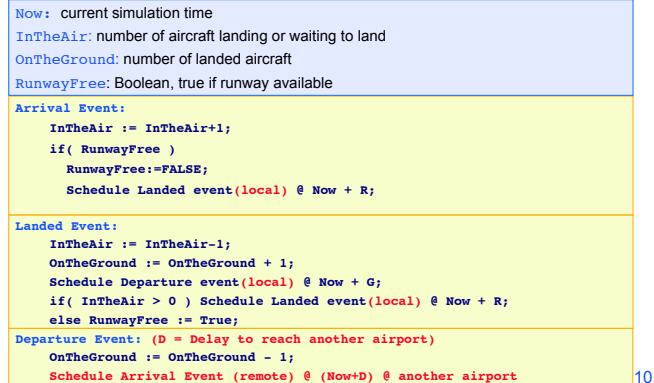 Now: current simulation time
InTheAir: number of aircraft landing or waiting to land
OnTheGround: number of landed aircraft
RunwayFree: Boolean, true if runway available
Arrival Event:
InTheAir := InTheAir+1;
if( RunwayFree )
RunwayFree:=FALSE;
Schedule Landed event(local) @ Now + R;
Landed Event:
InTheAir := InTheAir-1;
OnTheGround := OnTheGround + 1;
Schedule Departure event(local) @ Now + G;
if( InTheAir > 0 ) Schedule Landed event(local) @ Now + R;
else RunwayFree := True;
Departure Event: (D = Delay to reach another airport)
OnTheGround := OnTheGround - 1;
Schedule Arrival Event (remote) @ (Now+D) @ another airport
10